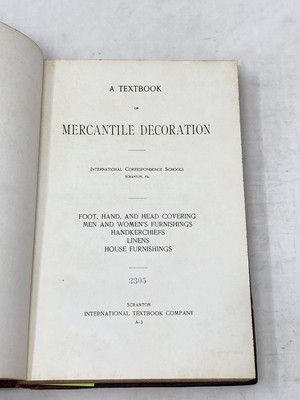 A TEXTBOOK
ON
MERCANTILE DECORATION
INTERNATIONAL CORRESPONDENCE SCHOOLS
SCRANTON, PA.
FOOT, HAND, AND HEAD COVERING
MEN AND WOMEN'S FURNISHINGS
HANDKERCHIEFS
LINENS
HOUSE FURNISHINGS
2305
SCRANTON
INTERNATIONAL TEXTBOOK COMPANY
A-3